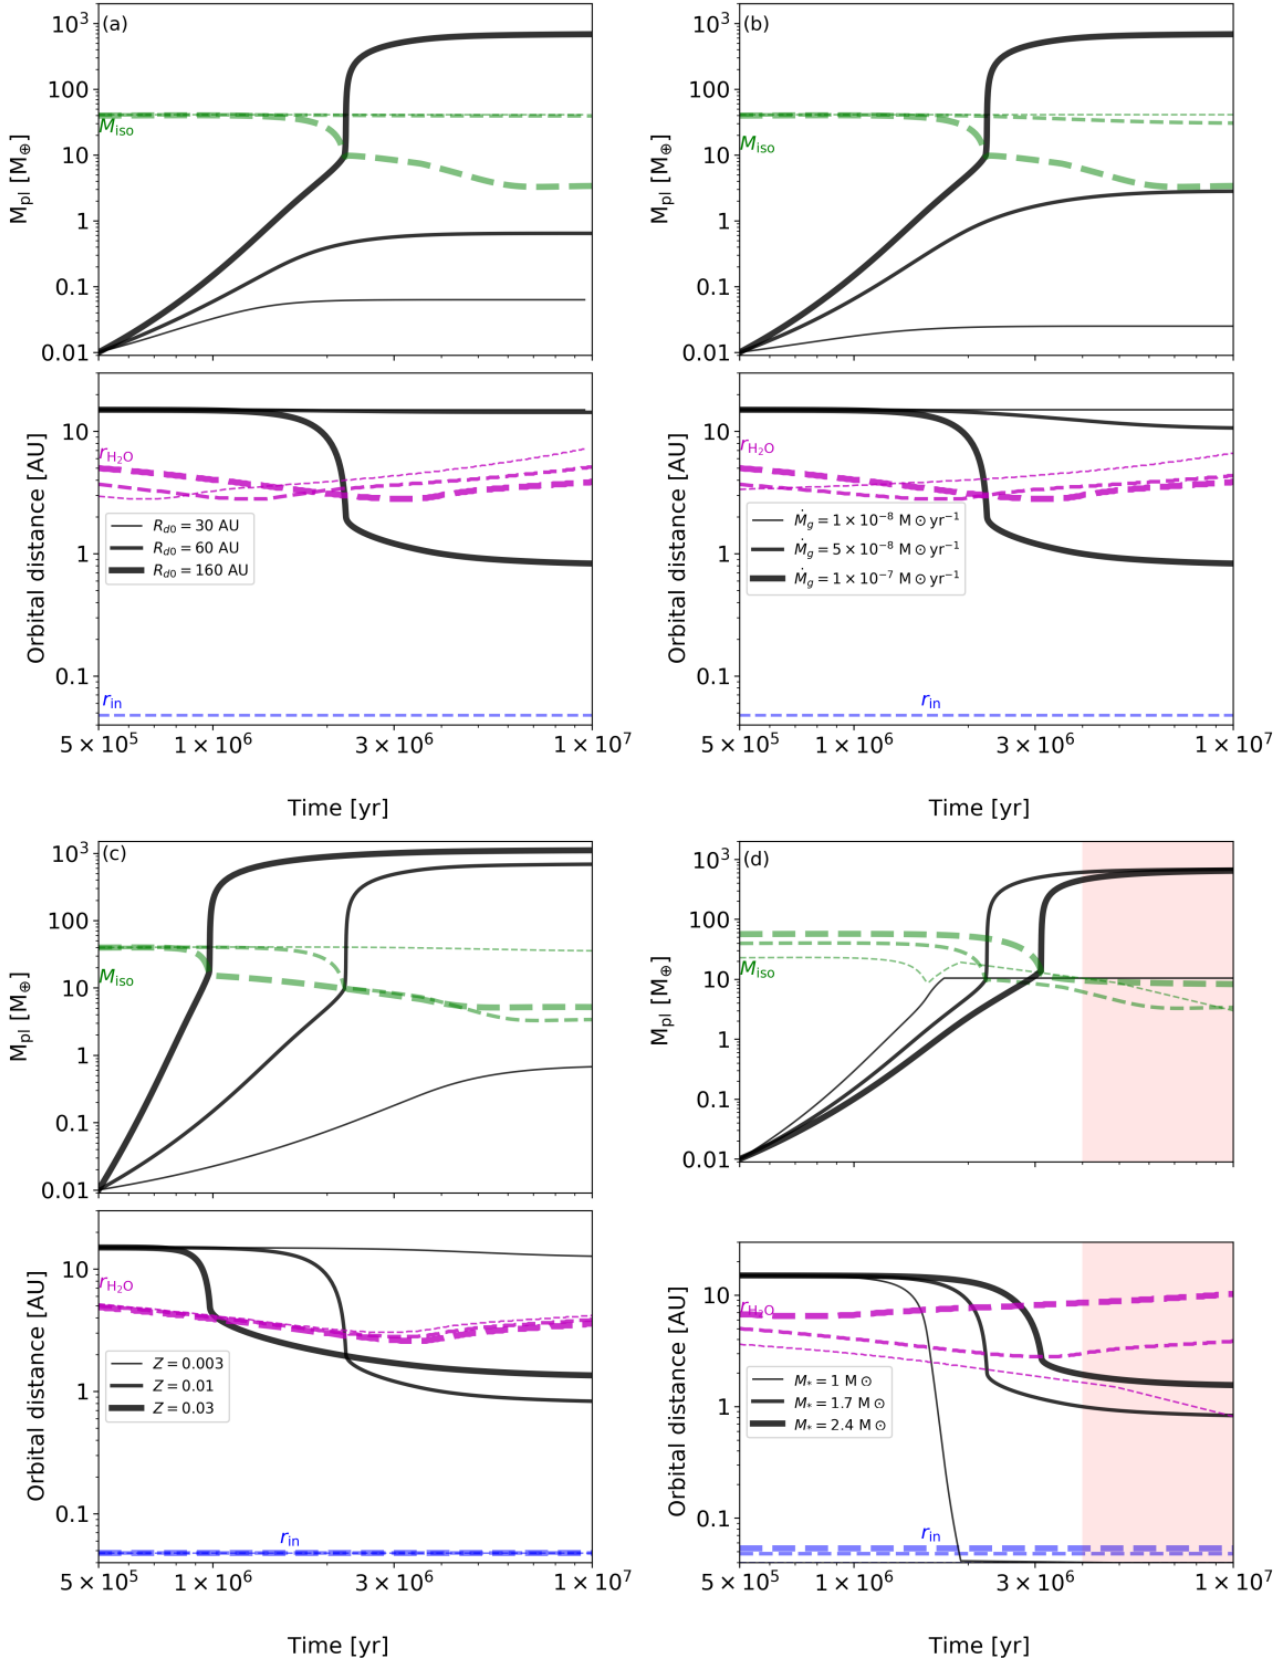 (a)
10³
100
10
1
0.1
0.01
M_pl [M_⊕]
M_iso
10
1
0.1
Orbital distance [AU]
r_H₂O
R_d0 = 30 AU
R_d0 = 60 AU
R_d0 = 160 AU
r_in
5 × 10⁵
1 × 10⁶
3 × 10⁶
1 × 10⁷
Time [yr]
(b)
10³
100
10
1
0.1
0.01
M_pl [M_⊕]
M_iso
10
1
0.1
Orbital distance [AU]
r_H₂O
Ṁ_g = 1 × 10⁻⁸ M ⊙ yr⁻¹
Ṁ_g = 5 × 10⁻⁸ M ⊙ yr⁻¹
Ṁ_g = 1 × 10⁻⁷ M ⊙ yr⁻¹
r_in
5 × 10⁵
1 × 10⁶
3 × 10⁶
1 × 10⁷
Time [yr]
(c)
10³
100
10
1
0.1
0.01
M_pl [M_⊕]
M_iso
10
1
0.1
Orbital distance [AU]
r_H₂O
Z = 0.003
Z = 0.01
Z = 0.03
r_in
5 × 10⁵
1 × 10⁶
3 × 10⁶
1 × 10⁷
Time [yr]
(d)
10³
100
10
1
0.1
0.01
M_pl [M_⊕]
M_iso
10
1
0.1
Orbital distance [AU]
r_H₂O
M_* = 1 M ⊙
M_* = 1.7 M ⊙
M_* = 2.4 M ⊙
r_in
5 × 10⁵
1 × 10⁶
3 × 10⁶
1 × 10⁷
Time [yr]